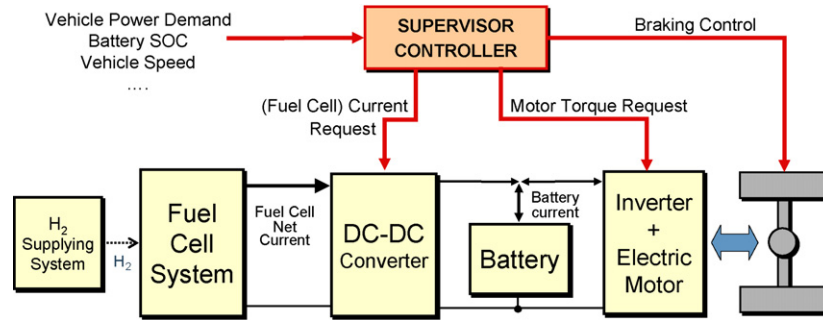 Vehicle Power Demand
Battery SOC
Vehicle Speed
....
SUPERVISOR
CONTROLLER
Braking Control
(Fuel Cell) Current
Request
Motor Torque Request
H2
Supplying
System
H2
Fuel
Cell
System
Fuel Cell
Net
Current
DC-DC
Converter
Battery
current
Battery
Inverter
+
Electric
Motor